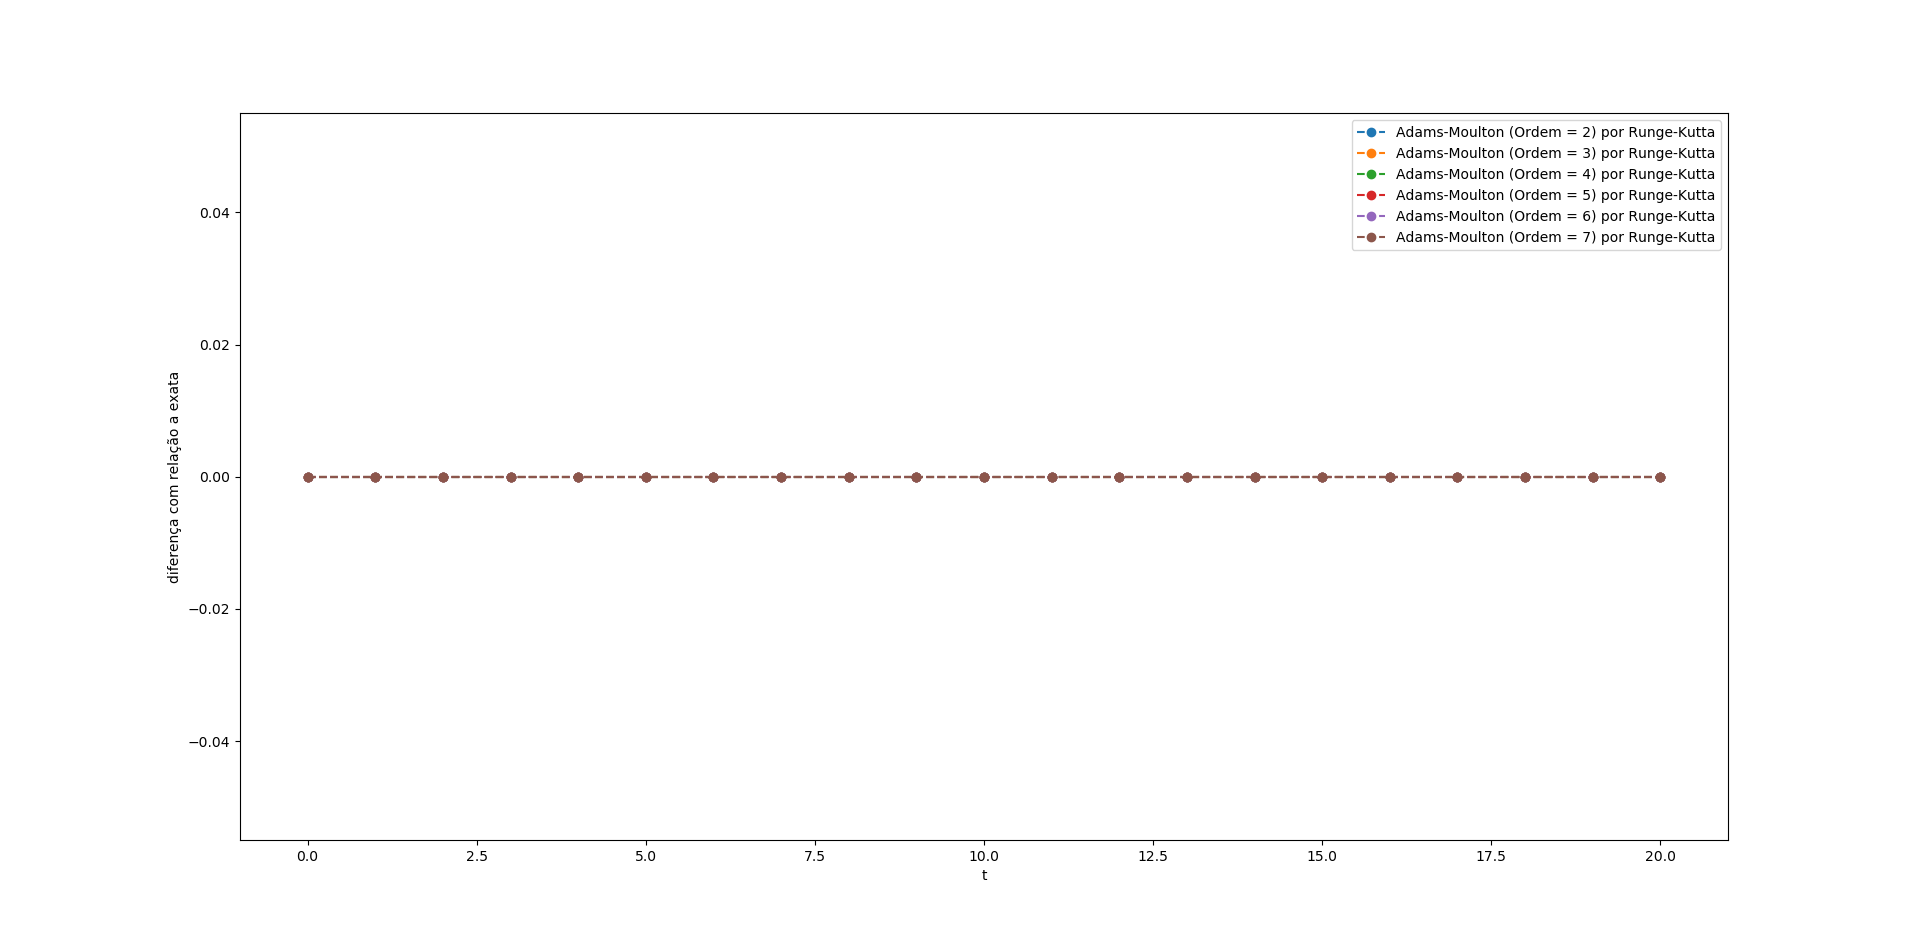 Adams-Moulton (Ordem = 2) por Runge-Kutta
Adams-Moulton (Ordem = 3) por Runge-Kutta
Adams-Moulton (Ordem = 4) por Runge-Kutta
Adams-Moulton (Ordem = 5) por Runge-Kutta
Adams-Moulton (Ordem = 6) por Runge-Kutta
Adams-Moulton (Ordem = 7) por Runge-Kutta
diferença com relação a exata
0.04
0.02
0.00
−0.02
−0.04
0.0 2.5 5.0 7.5 10.0 12.5 15.0 17.5 20.0
t